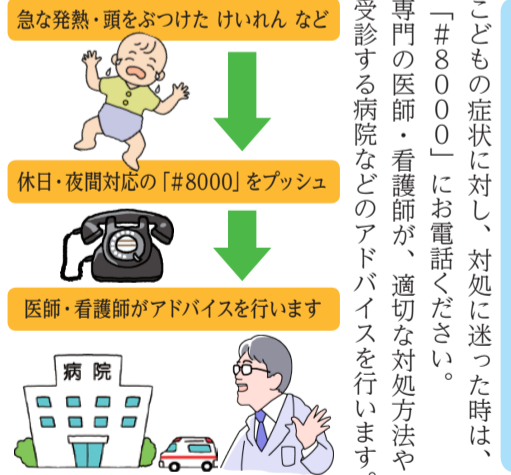 こどもの症状に対し、対処に迷った時は、
「#8000」にお電話ください。
専門の医師・看護師が、適切な対処方法や
受診する病院などのアドバイスを行います。
急な発熱・頭をぶつけた けいれん など
休日・夜間対応の「#8000」をプッシュ
医師・看護師がアドバイスを行います
病院